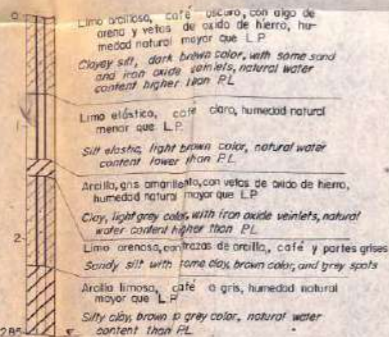 0
Limo arcilloso, café oscuro, con algo de
arena y vetas de oxido de hierro, hu-
medad natural mayor que L.P.
Clayey silt, dark brown color, with some sand
and iron oxide veinlets, natural water
content higher than P.L
Limo elástico, café claro, humedad natural
1
menor que L.P.
Silt elastic, light brown color, natural water
content lower than P.L
Arcilla, gris amarillento, con vetas de óxido de hierro,
humedad natural mayor que L.P.
Clay, light grey color, with iron oxide veinlets, natural
water content higher than P.L
2
Limo arenoso, con trazas de arcilla, café y partes grises
Sandy silt with some clay, brown color, and grey spots
Arcilla limosa, café a gris, humedad natural
mayor que L.P.
Silty clay, brown to grey color, natural water
2.85
content than P.L